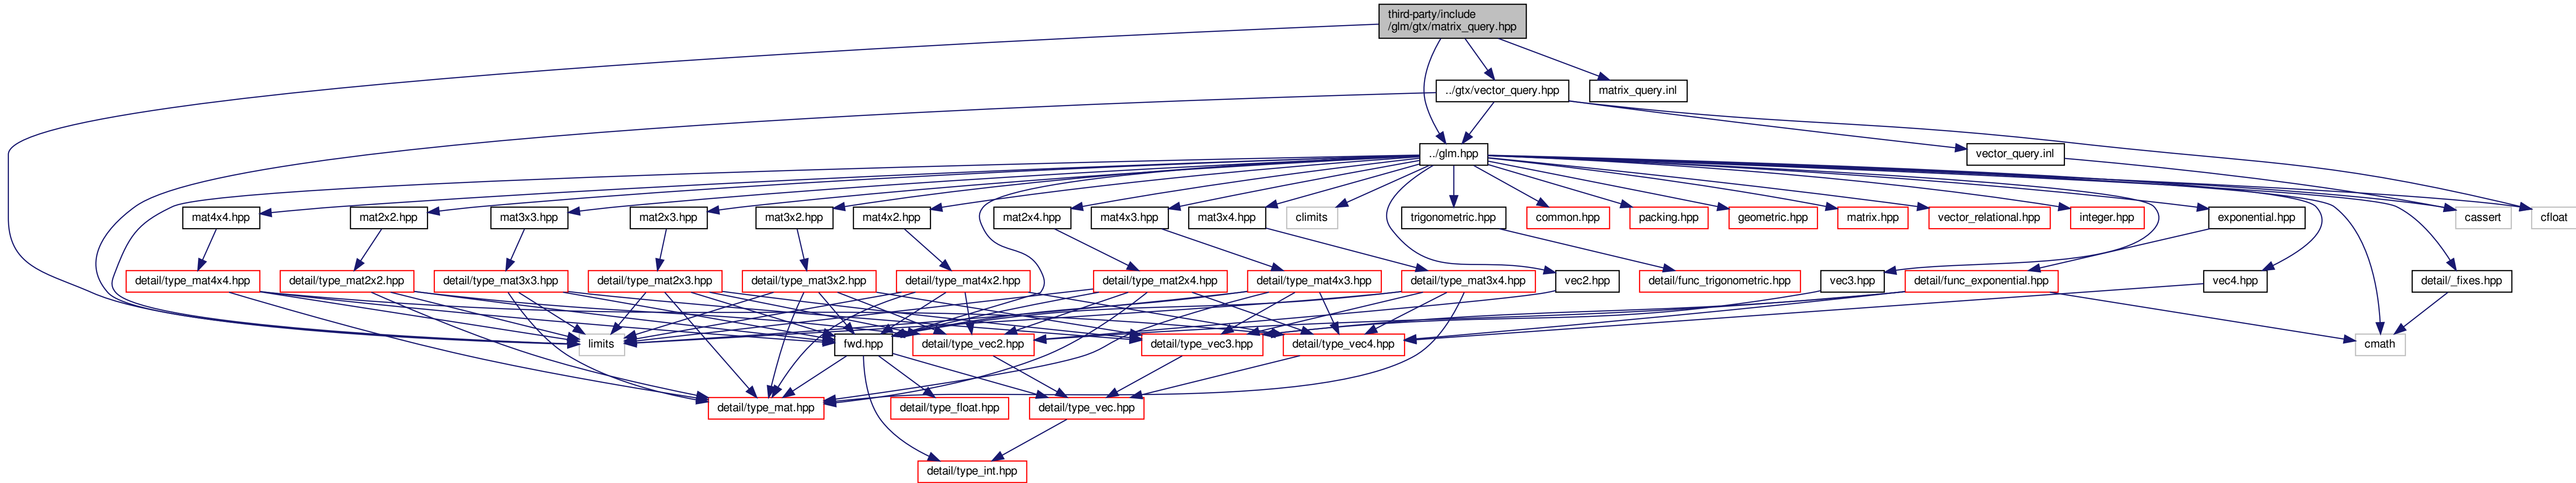 third-party/include
/glm/gtx/matrix_query.hpp
../gtx/vector_query.hpp
matrix_query.inl
../glm.hpp
vector_query.inl
mat4x4.hpp
mat2x2.hpp
mat3x3.hpp
mat2x3.hpp
mat3x2.hpp
mat4x2.hpp
mat2x4.hpp
mat4x3.hpp
mat3x4.hpp
climits
trigonometric.hpp
common.hpp
packing.hpp
geometric.hpp
matrix.hpp
vector_relational.hpp
integer.hpp
exponential.hpp
cassert
cfloat
detail/type_mat4x4.hpp
detail/type_mat2x2.hpp
detail/type_mat3x3.hpp
detail/type_mat2x3.hpp
detail/type_mat3x2.hpp
detail/type_mat4x2.hpp
detail/type_mat2x4.hpp
detail/type_mat4x3.hpp
detail/type_mat3x4.hpp
vec2.hpp
detail/func_trigonometric.hpp
vec3.hpp
detail/func_exponential.hpp
vec4.hpp
detail/_fixes.hpp
limits
fwd.hpp
detail/type_vec2.hpp
detail/type_vec3.hpp
detail/type_vec4.hpp
cmath
detail/type_mat.hpp
detail/type_float.hpp
detail/type_vec.hpp
detail/type_int.hpp